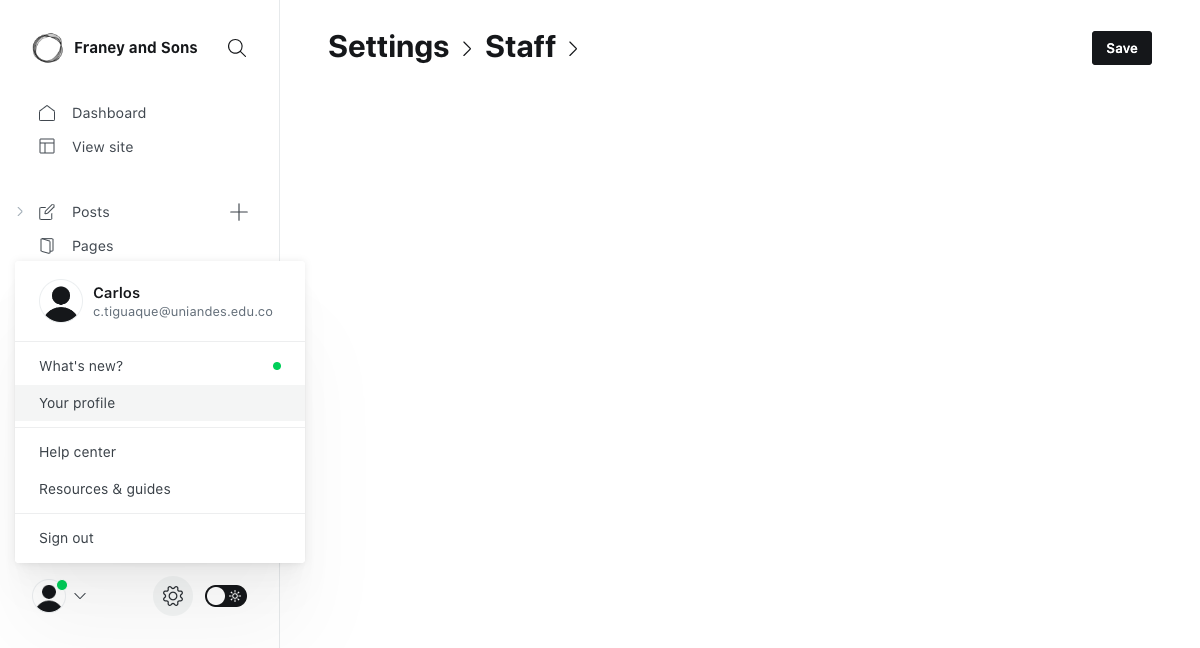 Franey and Sons
Settings
Staff
Save
Dashboard
View site
Posts
Pages
Carlos
c.tiguaque@uniandes.edu.co
What's new?
Your profile
Help center
Resources & guides
Sign out